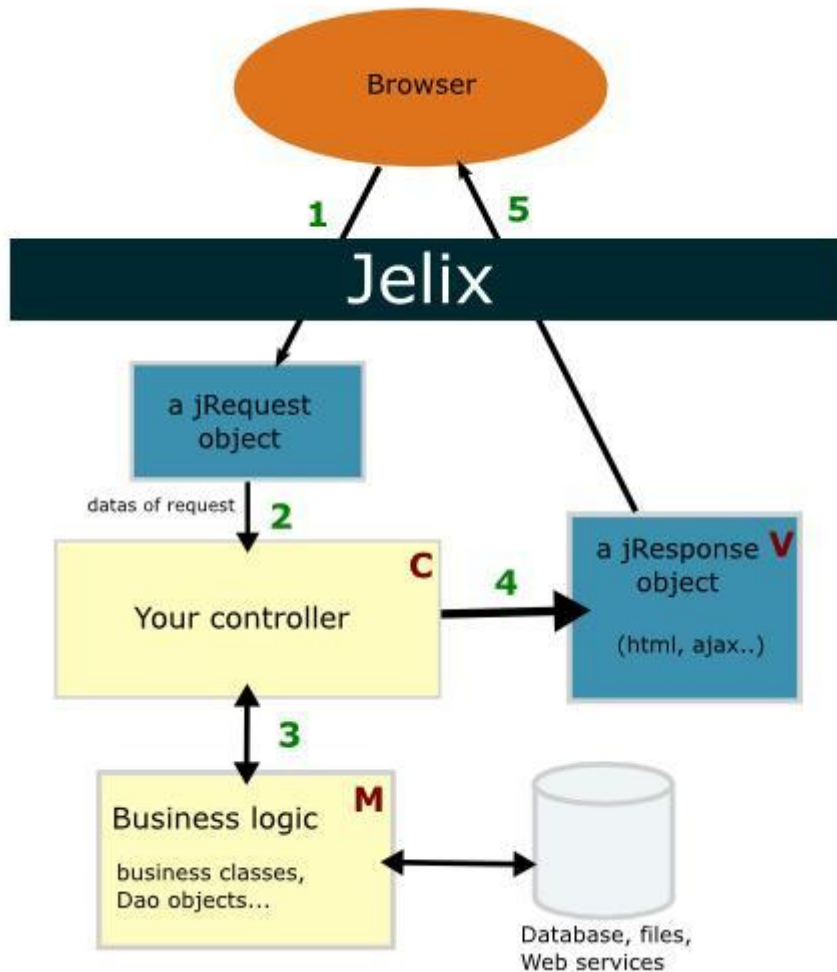 Browser
1
5
Jelix
a jRequest
object
datas of request
2
C
Your controller
4
a jResponse
V
object
(html, ajax..)
3
M
Business logic
business classes,
Dao objects...
Database, files,
Web services